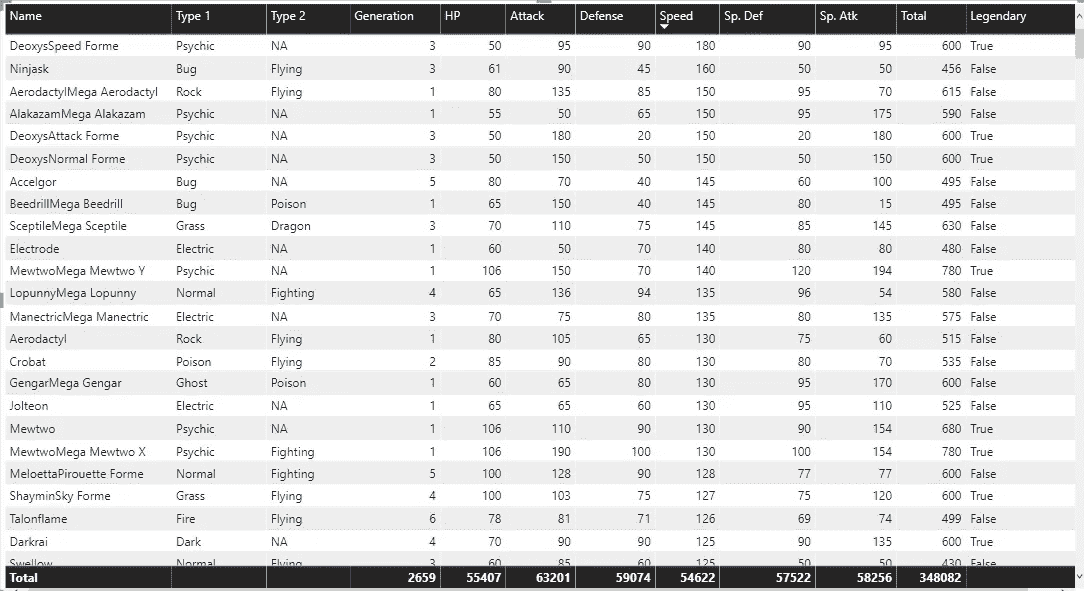 Name Type 1 Type 2 Generation HP Attack Defense Speed Sp. Def Sp. Atk Total Legendary
DeoxysSpeed Forme Psychic NA 3 50 95 90 180 90 95 600 True
Ninjask Bug Flying 3 61 90 45 160 50 50 456 False
AerodactylMega Aerodactyl Rock Flying 1 80 135 85 150 95 70 615 False
AlakazamMega Alakazam Psychic NA 1 55 50 65 150 95 175 590 False
DeoxysAttack Forme Psychic NA 3 50 180 20 150 20 180 600 True
DeoxysNormal Forme Psychic NA 3 50 150 50 150 50 150 600 True
Accelgor Bug NA 5 80 70 40 145 60 100 495 False
BeedrillMega Beedrill Bug Poison 1 65 150 40 145 80 15 495 False
SceptileMega Sceptile Grass Dragon 3 70 110 75 145 85 145 630 False
Electrode Electric NA 1 60 50 70 140 80 80 480 False
MewtwoMega Mewtwo Y Psychic NA 1 106 150 70 140 120 194 780 True
LopunnyMega Lopunny Normal Fighting 4 65 136 94 135 96 54 580 False
ManectricMega Manectric Electric NA 3 70 75 80 135 80 135 575 False
Aerodactyl Rock Flying 1 80 105 65 130 75 60 515 False
Crobat Poison Flying 2 85 90 80 130 80 70 535 False
GengarMega Gengar Ghost Poison 1 60 65 80 130 95 170 600 False
Jolteon Electric NA 1 65 65 60 130 95 110 525 False
Mewtwo Psychic NA 1 106 110 90 130 90 154 680 True
MewtwoMega Mewtwo X Psychic Fighting 1 106 190 100 130 100 154 780 True
MeloettaPirouette Forme Normal Fighting 5 100 128 90 128 77 77 600 False
ShayminSky Forme Grass Flying 4 100 103 75 127 75 120 600 True
Talonflame Fire Flying 6 78 81 71 126 69 74 499 False
Darkrai Dark NA 4 70 90 90 125 90 135 600 True
Swellow Normal Flying 3 60 85 60 125 50 50 430 False
Total 2659 55407 63201 59074 54622 57522 58256 348082